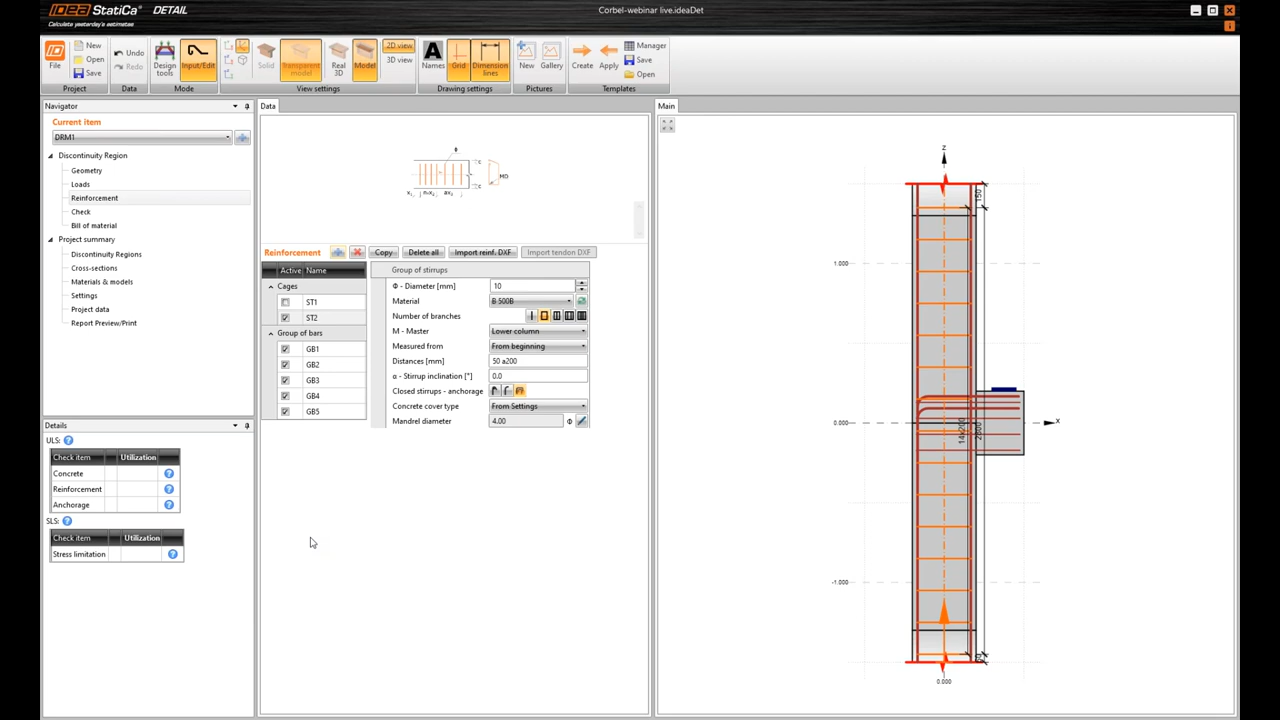 IDEA StatiCa® DETAIL
Calculate yesterday's estimates
Corbel-webinar live.ideaDet
File
New
Open
Save
Project
Undo
Redo
Data
Design tools
Input/Edit
Mode
Solid
Transparent model
Real 3D
Model
2D view
3D view
View settings
Names
Grid
Dimension lines
Drawing settings
New
Gallery
Pictures
Create
Apply
Manager
Save
Open
Templates
Navigator
Current item
DRM1
Discontinuity Region
Geometry
Loads
Reinforcement
Check
Bill of material
Project summary
Discontinuity Regions
Cross-sections
Materials & models
Settings
Project data
Report Preview/Print
Details
ULS:
Check item Utilization
Concrete
Reinforcement
Anchorage
SLS:
Check item Utilization
Stress limitation
Data
MD
Reinforcement Copy Delete all Import reinf. DXF Import tendon DXF
Active Name
Cages
ST1
ST2
Group of bars
GB1
GB2
GB3
GB4
GB5
Group of stirrups
Φ - Diameter [mm] 10
Material B 500B
Number of branches
M - Master Lower column
Measured from From beginning
Distances [mm] 50 a200
α - Stirrup inclination [°] 0.0
Closed stirrups - anchorage
Concrete cover type From Settings
Mandrel diameter 4.00 Φ
Main
z
150
1.000
0.000
x
14x200
2800
-1.000
0.000